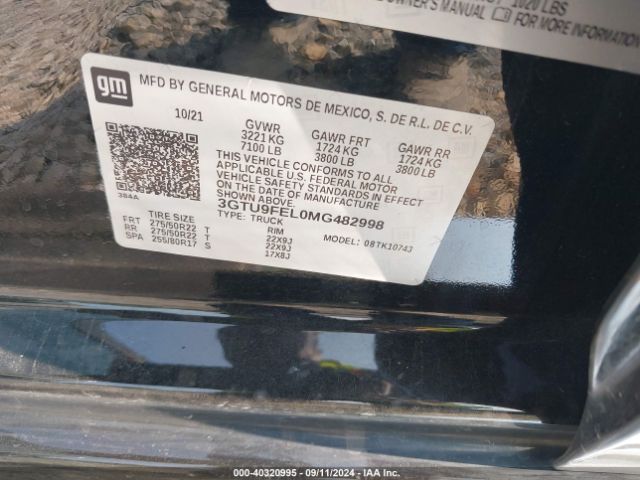 1020 LBS
OWNER'S MANUAL FOR MORE INFORMATION
gm
MFD BY GENERAL MOTORS DE MEXICO, S. DE R.L. DE C.V.
10/21
GVWR GAWR FRT GAWR RR
3221 KG 1724 KG 1724 KG
7100 LB 3800 LB 3800 LB
THIS VEHICLE CONFORMS TO ALL
APPLICABLE U.S. FEDERAL MOTOR
VEHICLE SAFETY STANDARDS IN EFFECT
ON THE DATE OF MANUFACTURE
SHOWN ABOVE.
384A
3GTU9FEL0MG482998
TYPE: TRUCK
TIRE SIZE RIM MODEL: 08TK10743
FRT 275/50R22 T 22X9J
RR 275/50R22 T 22X9J
SPA 255/80R17 S 17X8J
000-40320995 - 09/11/2024 - IAA Inc.